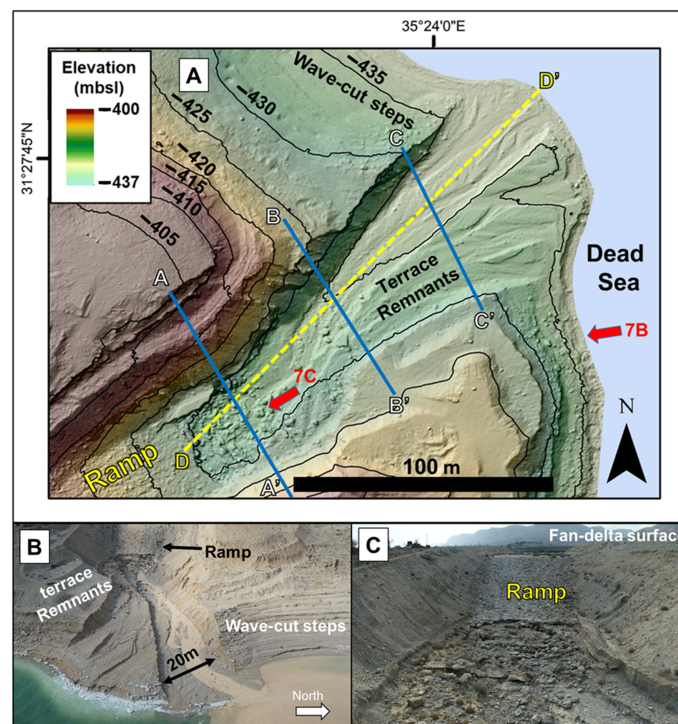 35°24'0"E
31°27'45"N
Elevation
(mbsl)
−400
−437
A
Wave-cut steps
−435
−430
−425
−420
−415
−410
−405
D'
C
B
A
Dead
Sea
Terrace
Remnants
C'
7B
7C
B'
N
Ramp
D
A'
100 m
B
Ramp
terrace
Remnants
Wave-cut steps
20m
North
C
Fan-delta surface
Ramp